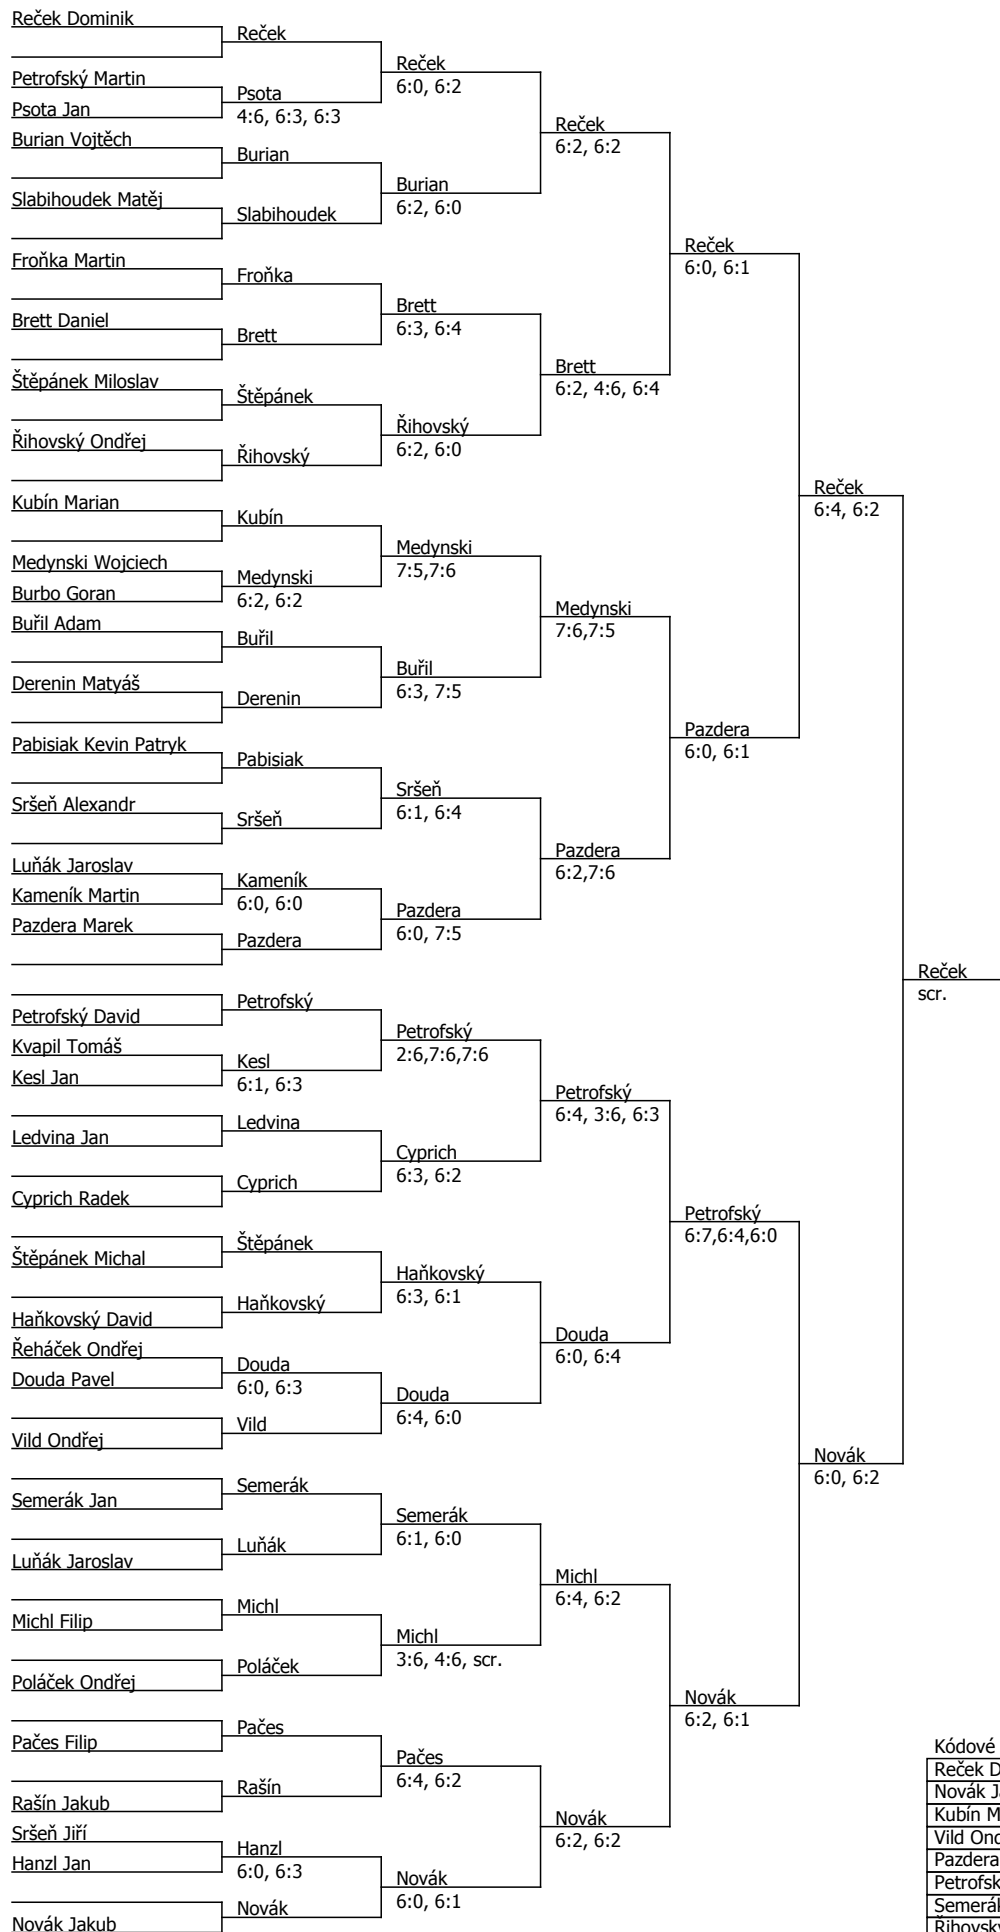 Reček Dominik
Petrofský Martin
Psota Jan
Burian Vojtěch
Slabihoudek Matěj
Froňka Martin
Brett Daniel
Štěpánek Miloslav
Řihovský Ondřej
Kubín Marian
Medynski Wojciech
Burbo Goran
Buřil Adam
Derenin Matyáš
Pabisiak Kevin Patryk
Sršeň Alexandr
Luňák Jaroslav
Kameník Martin
Pazdera Marek
Petrofský David
Kvapil Tomáš
Kesl Jan
Ledvina Jan
Cyprich Radek
Štěpánek Michal
Haňkovský David
Řeháček Ondřej
Douda Pavel
Vild Ondřej
Semerák Jan
Luňák Jaroslav
Michl Filip
Poláček Ondřej
Pačes Filip
Rašín Jakub
Sršeň Jiří
Hanzl Jan
Novák Jakub
Reček
Psota
4:6, 6:3, 6:3
Burian
Slabihoudek
Froňka
Brett
Štěpánek
Řihovský
Kubín
Medynski
6:2, 6:2
Buřil
Derenin
Pabisiak
Sršeň
Kameník
6:0, 6:0
Pazdera
Petrofský
Kesl
6:1, 6:3
Ledvina
Cyprich
Štěpánek
Haňkovský
Douda
6:0, 6:3
Vild
Semerák
Luňák
Michl
Poláček
Pačes
Rašín
Hanzl
6:0, 6:3
Novák
Reček
6:0, 6:2
Burian
6:2, 6:0
Brett
6:3, 6:4
Řihovský
6:2, 6:0
Medynski
7:5,7:6
Buřil
6:3, 7:5
Sršeň
6:1, 6:4
Pazdera
6:0, 7:5
Petrofský
2:6,7:6,7:6
Cyprich
6:3, 6:2
Haňkovský
6:3, 6:1
Douda
6:4, 6:0
Semerák
6:1, 6:0
Michl
3:6, 4:6, scr.
Pačes
6:4, 6:2
Novák
6:0, 6:1
Reček
6:2, 6:2
Brett
6:2, 4:6, 6:4
Medynski
7:6,7:5
Pazdera
6:2,7:6
Petrofský
6:4, 3:6, 6:3
Douda
6:0, 6:4
Michl
6:4, 6:2
Novák
6:2, 6:2
Reček
6:0, 6:1
Pazdera
6:0, 6:1
Petrofský
6:7,6:4,6:0
Novák
6:2, 6:1
Reček
6:4, 6:2
Novák
6:0, 6:2
Reček
scr.
Kódové
Reček D
Novák J
Kubín M
Vild Ond
Pazdera
Petrofsk
Semerák
Řihovsk